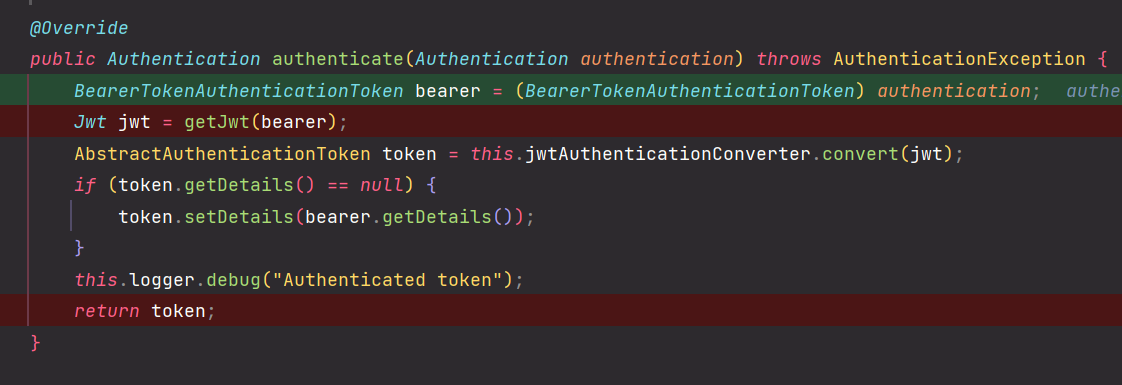 @Override
public Authentication authenticate(Authentication authentication) throws AuthenticationException {
BearerTokenAuthenticationToken bearer = (BearerTokenAuthenticationToken) authentication; authe
Jwt jwt = getJwt(bearer);
AbstractAuthenticationToken token = this.jwtAuthenticationConverter.convert(jwt);
if (token.getDetails() == null) {
token.setDetails(bearer.getDetails());
}
this.logger.debug("Authenticated token");
return token;
}